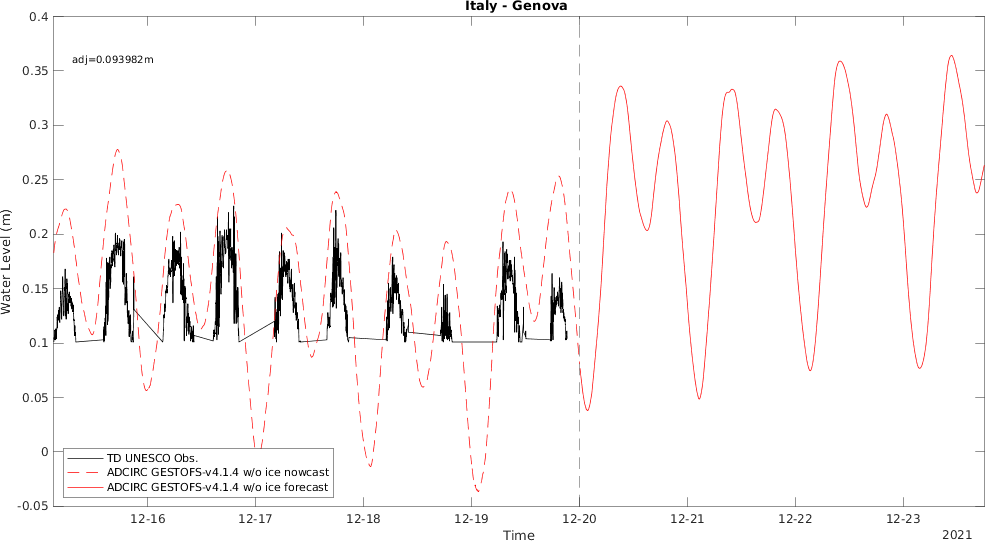 Italy - Genova
adj=0.093982m
Water Level (m)
0.4
0.35
0.3
0.25
0.2
0.15
0.1
0.05
0
-0.05
TD UNESCO Obs.
ADCIRC GESTOFS-v4.1.4 w/o ice nowcast
ADCIRC GESTOFS-v4.1.4 w/o ice forecast
12-16 12-17 12-18 12-19 12-20 12-21 12-22 12-23
Time
2021